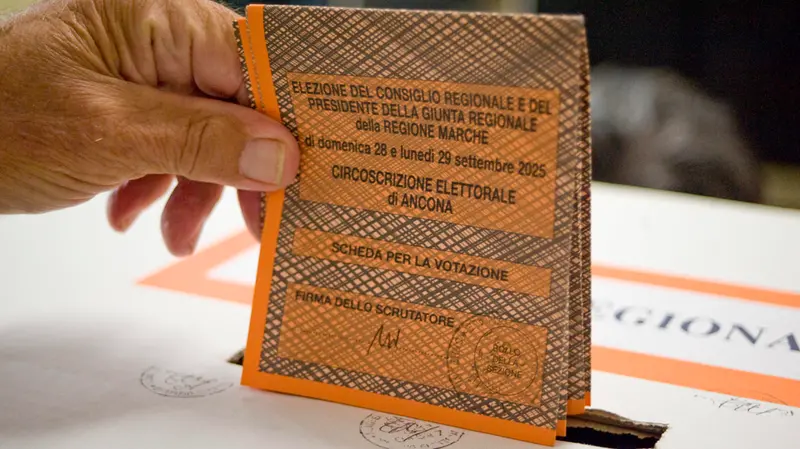 ELEZIONE DEL CONSIGLIO REGIONALE E DEL
PRESIDENTE DELLA GIUNTA REGIONALE
della REGIONE MARCHE
di domenica 28 e lunedì 29 settembre 2025
CIRCOSCRIZIONE ELETTORALE
di ANCONA
SCHEDA PER LA VOTAZIONE
FIRMA DELLO SCRUTATORE
BOLLO
DELLA
SEZIONE
REGIONA